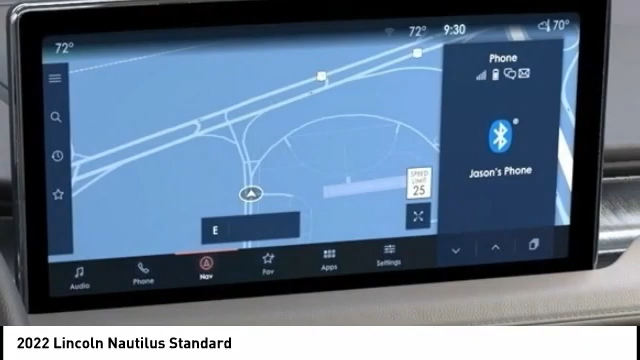 72°
72°
9:30
70°
Phone
Jason's Phone
SPEED
LIMIT
25
E
Audio
Phone
Nav
Fav
Apps
Settings
2022 Lincoln Nautilus Standard